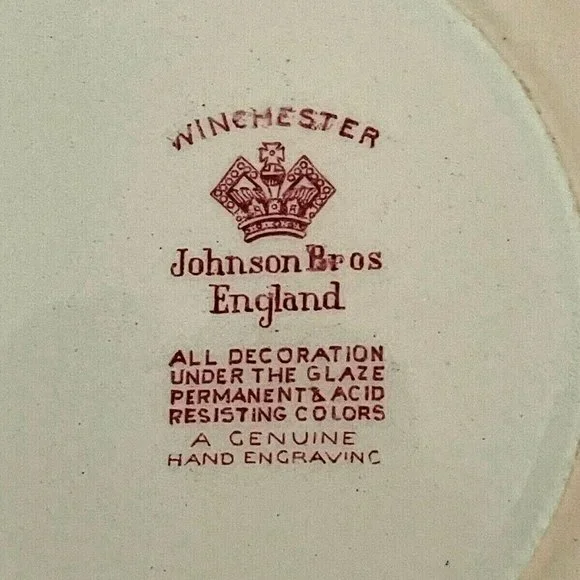 WINCHESTER
Johnson Bros
England
ALL DECORATION
UNDER THE GLAZE
PERMANENT & ACID
RESISTING COLORS
A GENUINE
HAND ENGRAVING